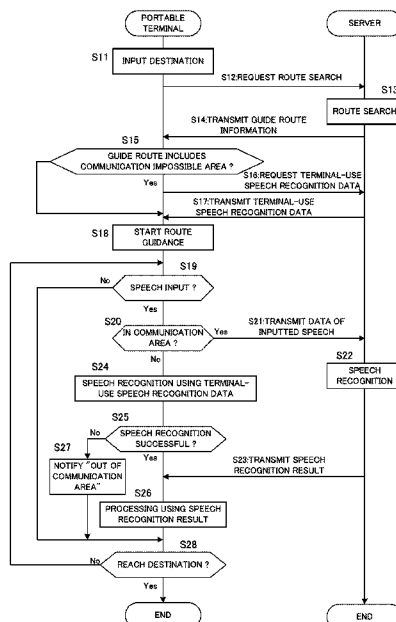 PORTABLE
TERMINAL
SERVER
S11
INPUT DESTINATION
S12:REQUEST ROUTE SEARCH
S13
ROUTE SEARCH
S14:TRANSMIT GUIDE ROUTE
INFORMATION
S15
GUIDE ROUTE INCLUDES
COMMUNICATION IMPOSSIBLE AREA ?
Yes
S16:REQUEST TERMINAL-USE
SPEECH RECOGNITION DATA
S17:TRANSMIT TERMINAL-USE
SPEECH RECOGNITION DATA
S18
START ROUTE
GUIDANCE
S19
No
SPEECH INPUT ?
Yes
S20
S21:TRANSMIT DATA OF
INPUTTED SPEECH
IN COMMUNICATION
AREA ?
Yes
No
S22
SPEECH
RECOGNITION
S24
SPEECH RECOGNITION USING TERMINAL-
USE SPEECH RECOGNITION DATA
S25
No
SPEECH RECOGNITION
SUCCESSFUL ?
Yes
S23:TRANSMIT SPEECH
RECOGNITION RESULT
S27
NOTIFY "OUT OF
COMMUNICATION
AREA"
S26
PROCESSING USING SPEECH
RECOGNITION RESULT
S28
No
REACH DESTINATION ?
Yes
END
END